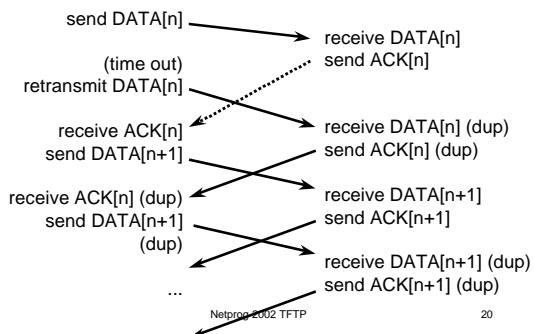 send DATA[n]
receive DATA[n]
send ACK[n]
(time out)
retransmit DATA[n]
receive ACK[n]
send DATA[n+1]
receive DATA[n] (dup)
send ACK[n] (dup)
receive ACK[n] (dup)
send DATA[n+1]
(dup)
receive DATA[n+1]
send ACK[n+1]
...
receive DATA[n+1] (dup)
send ACK[n+1] (dup)
Netprog 2002 TFTP
20